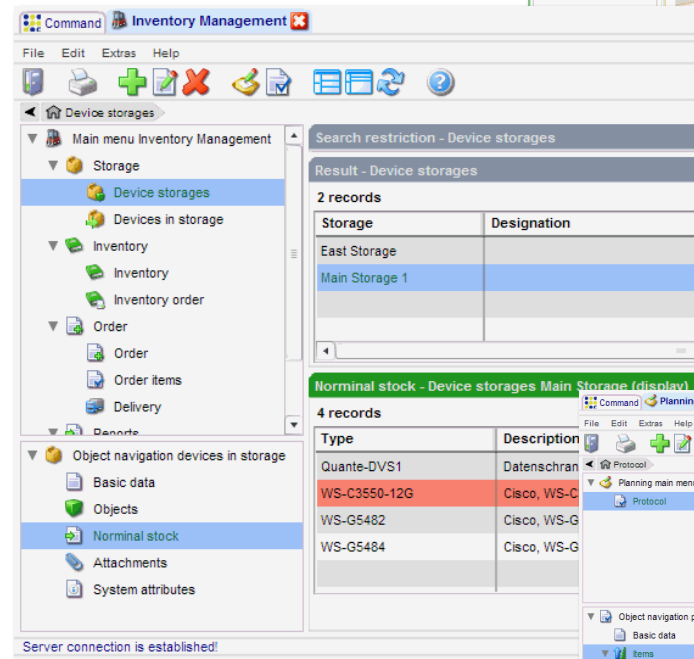 Command Inventory Management
File Edit Extras Help
Device storages
Main menu Inventory Management
Storage
Device storages
Devices in storage
Inventory
Inventory
Inventory order
Order
Order
Order items
Delivery
Reports
Object navigation devices in storage
Basic data
Objects
Norminal stock
Attachments
System attributes
Server connection is established!
Search restriction - Device storages
Result - Device storages
2 records
Storage Designation
East Storage
Main Storage 1
Norminal stock - Device storages Main Storage (display)
4 records
Type Description
Quante-DVS1 Datenschran
WS-C3550-12G Cisco, WS-C
WS-G5482 Cisco, WS-G
WS-G5484 Cisco, WS-G
Command Plannin
File Edit Extras Help
Protocol
Planning main men
Protocol
Object navigation p
Basic data
Items